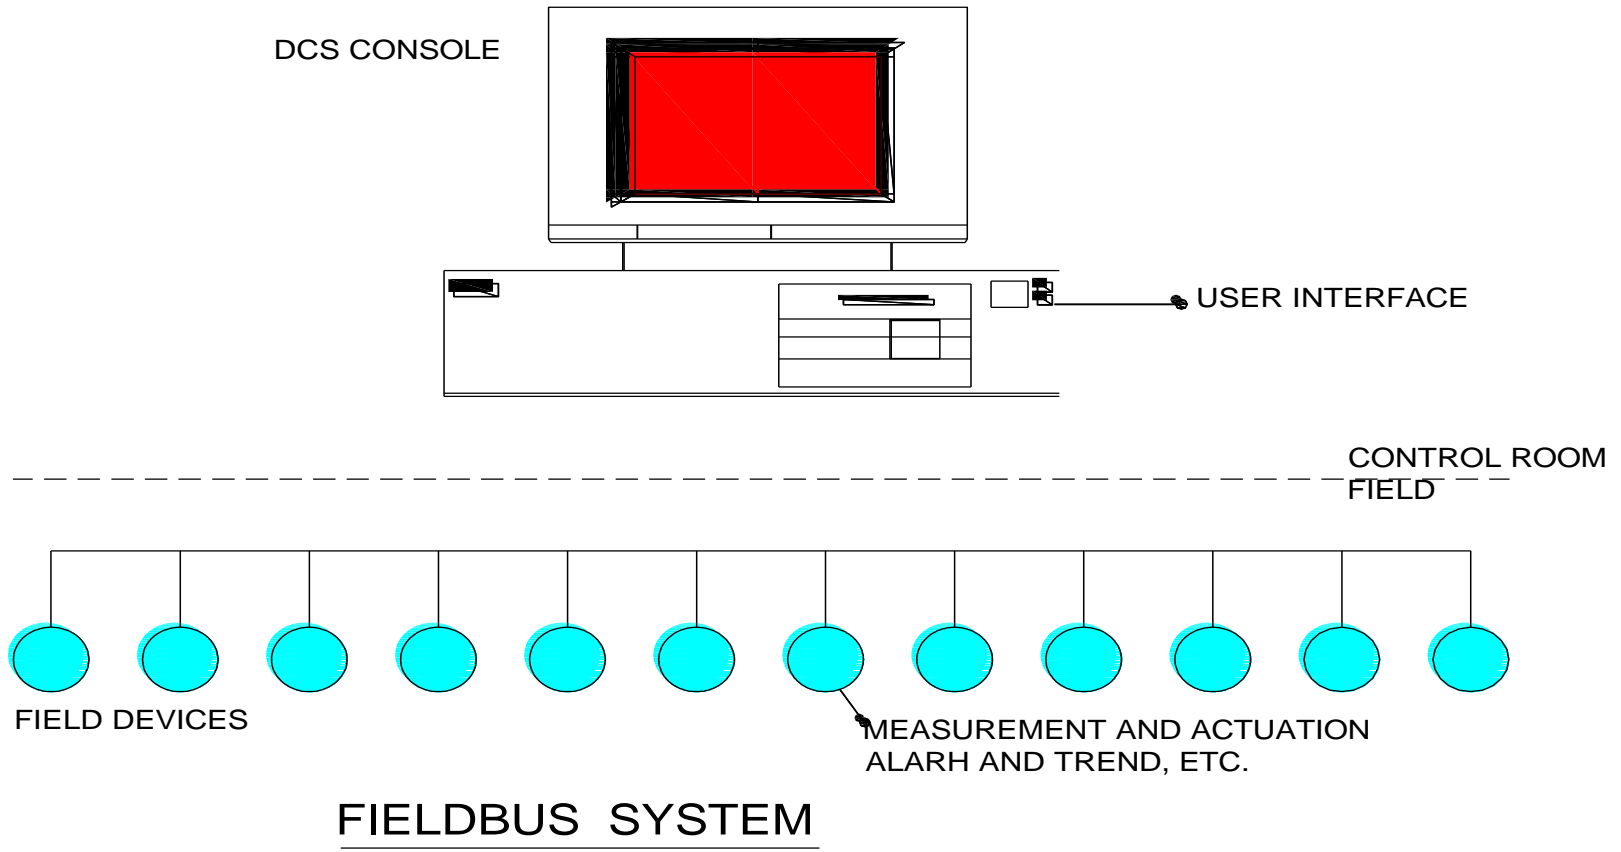 DCS CONSOLE
USER INTERFACE
CONTROL ROOM
FIELD
FIELD DEVICES
MEASUREMENT AND ACTUATION
ALARH AND TREND, ETC.
FIELDBUS SYSTEM